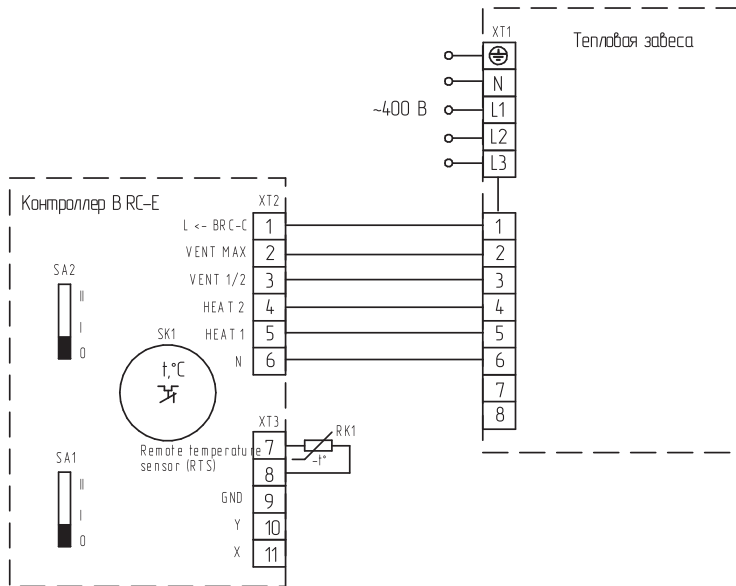 XT1
Тепловая завеса
N
~400 В
L1
L2
L3
Контроллер B RC-E
XT2
L <- BRC-C
1
1
VENT MAX
2
2
VENT 1/2
3
3
HEAT 2
4
4
HEAT 1
5
5
N
6
6
7
8
SA2
II
I
0
SK1
t,°C
XT3
Remote temperature
sensor (RTS)
7
8
RK1
-t°
GND
9
Y
10
X
11
SA1
II
I
0